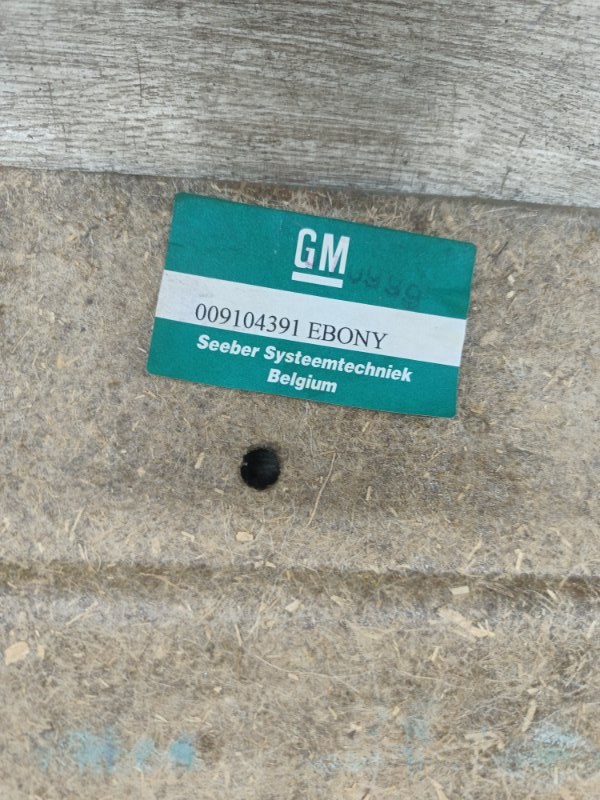 GM
009104391 EBONY
Seeber Systeemtechniek
Belgium